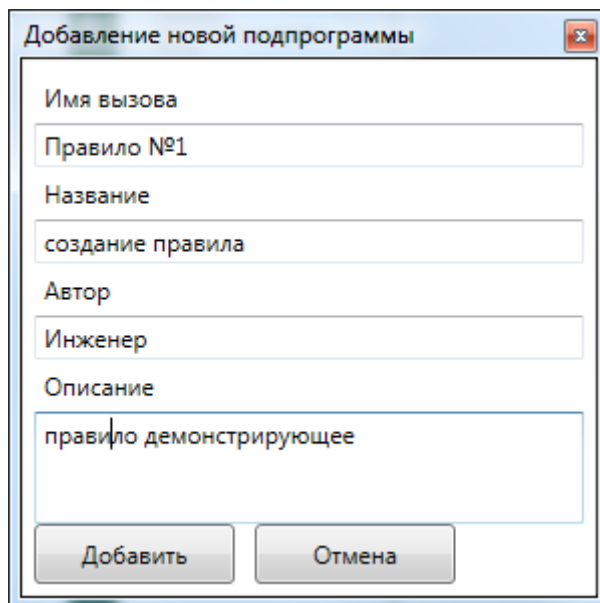 Добавление новой подпрограммы
Имя вызова
Правило №1
Название
создание правила
Автор
Инженер
Описание
правило демонстрирующее
Добавить Отмена